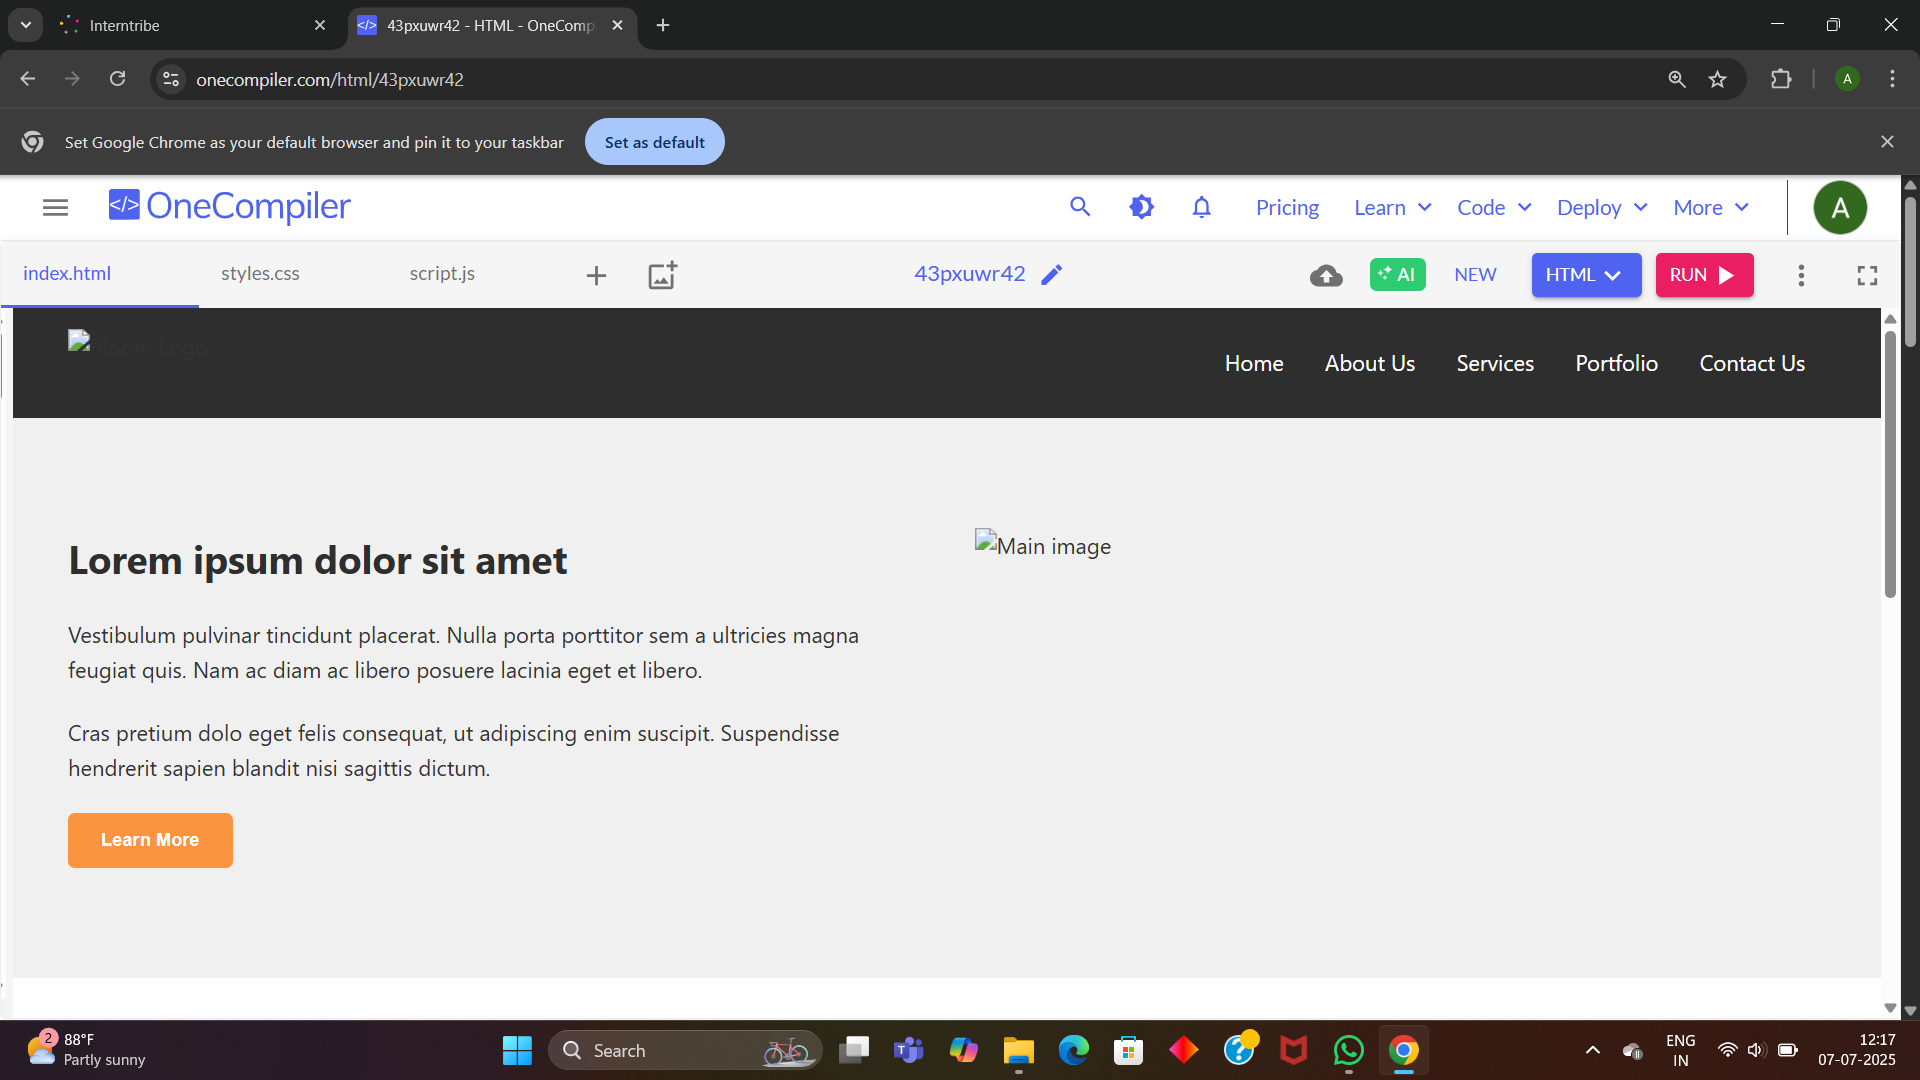 Interntribe
43pxuwr42 - HTML - OneComp
onecompiler.com/html/43pxuwr42
A
Set Google Chrome as your default browser and pin it to your taskbar
Set as default
</> OneCompiler
Pricing
Learn
Code
Deploy
More
A
index.html
styles.css
script.js
43pxuwr42
AI
NEW
HTML
RUN
Bloom Logo
Home
About Us
Services
Portfolio
Contact Us
Lorem ipsum dolor sit amet
Main image
Vestibulum pulvinar tincidunt placerat. Nulla porta porttitor sem a ultricies magna
feugiat quis. Nam ac diam ac libero posuere lacinia eget et libero.
Cras pretium dolo eget felis consequat, ut adipiscing enim suscipit. Suspendisse
hendrerit sapien blandit nisi sagittis dictum.
Learn More
2
88°F
Partly sunny
Search
ENG
IN
12:17
07-07-2025